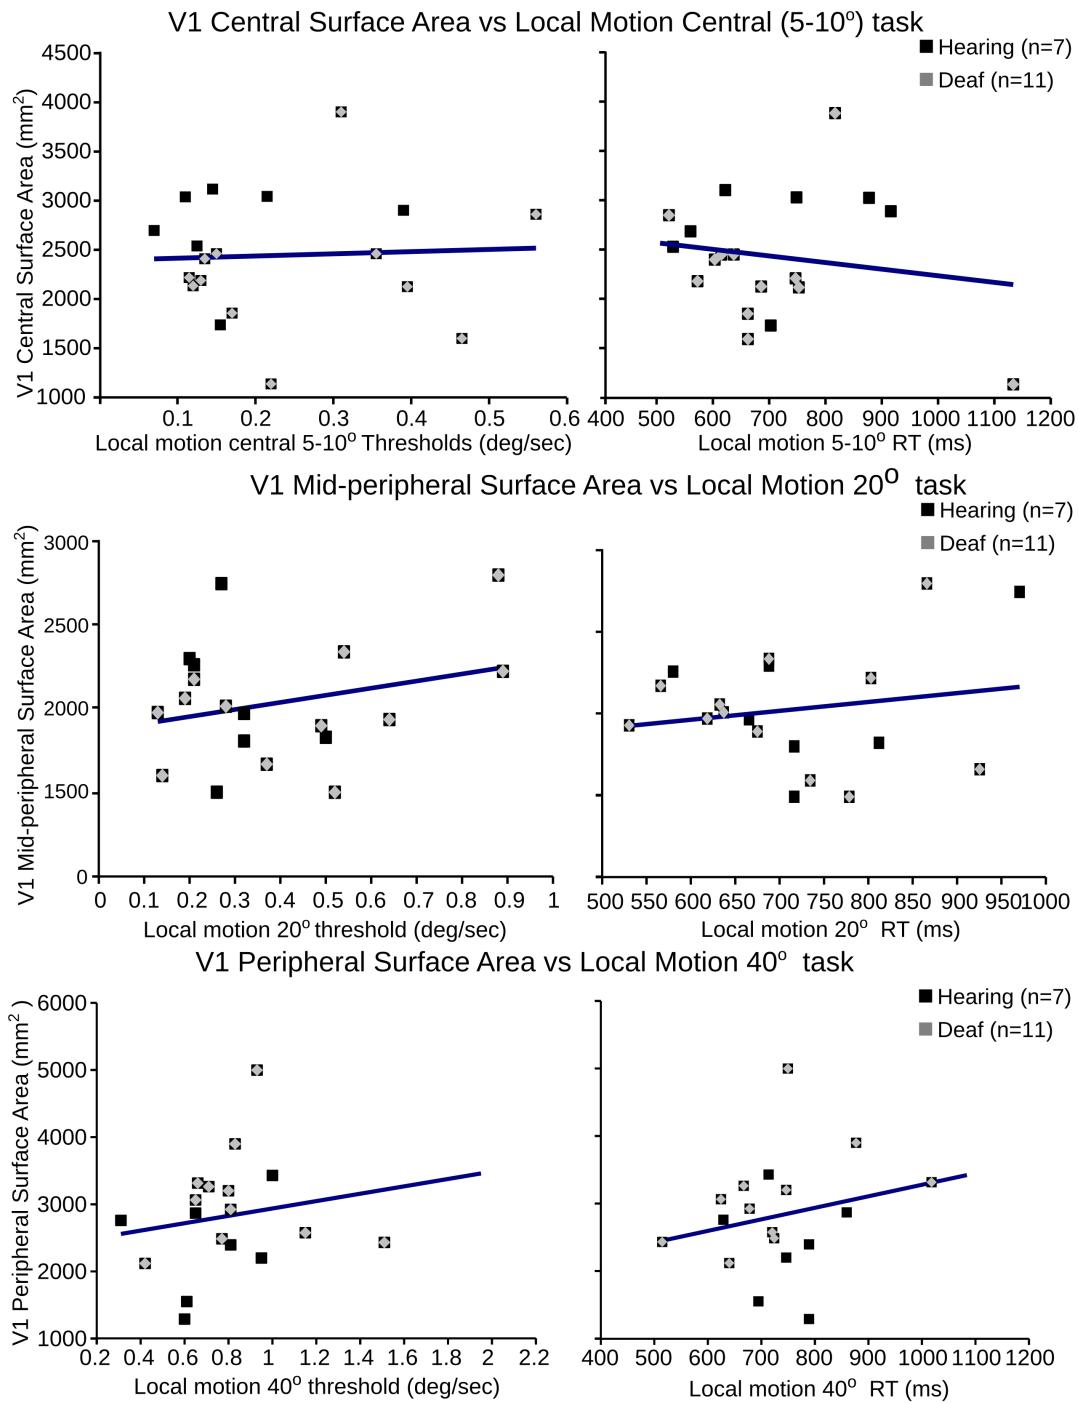 V1 Central Surface Area vs Local Motion Central (5-10º) task
Hearing (n=7)
Deaf (n=11)
V1 Central Surface Area (mm²)
4500
4000
3500
3000
2500
2000
1500
1000
0.1 0.2 0.3 0.4 0.5 0.6
Local motion central 5-10º Thresholds (deg/sec)
400 500 600 700 800 900 1000 1100 1200
Local motion 5-10º RT (ms)
V1 Mid-peripheral Surface Area vs Local Motion 20º task
Hearing (n=7)
Deaf (n=11)
V1 Mid-peripheral Surface Area (mm²)
3000
2500
2000
1500
0
0 0.1 0.2 0.3 0.4 0.5 0.6 0.7 0.8 0.9 1
Local motion 20º threshold (deg/sec)
500 550 600 650 700 750 800 850 900 950 1000
Local motion 20º RT (ms)
V1 Peripheral Surface Area vs Local Motion 40º task
Hearing (n=7)
Deaf (n=11)
V1 Peripheral Surface Area (mm²)
6000
5000
4000
3000
2000
1000
0.2 0.4 0.6 0.8 1 1.2 1.4 1.6 1.8 2 2.2
Local motion 40º threshold (deg/sec)
400 500 600 700 800 900 1000 1100 1200
Local motion 40º RT (ms)